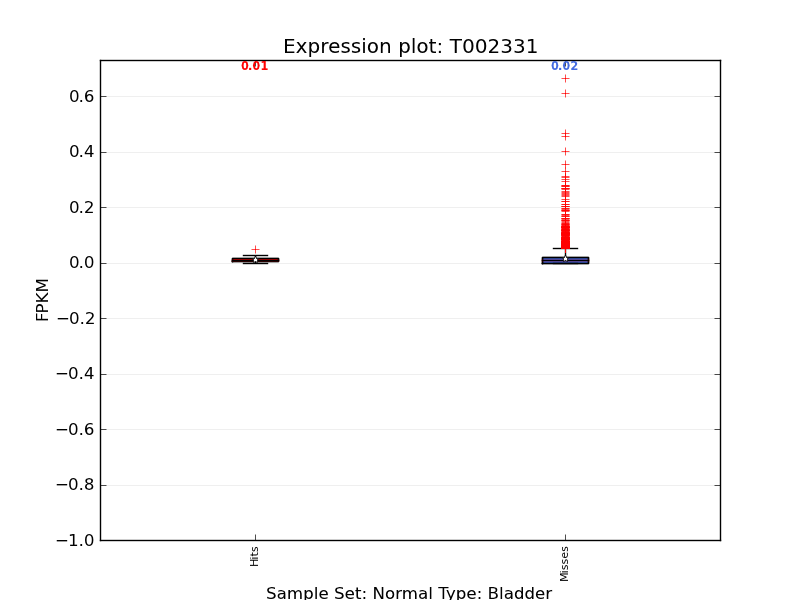 Expression plot: T002331
0.01
0.02
0.6
0.4
0.2
0.0
−0.2
−0.4
−0.6
−0.8
−1.0
FPKM
Hits
Misses
Sample Set: Normal Type: Bladder